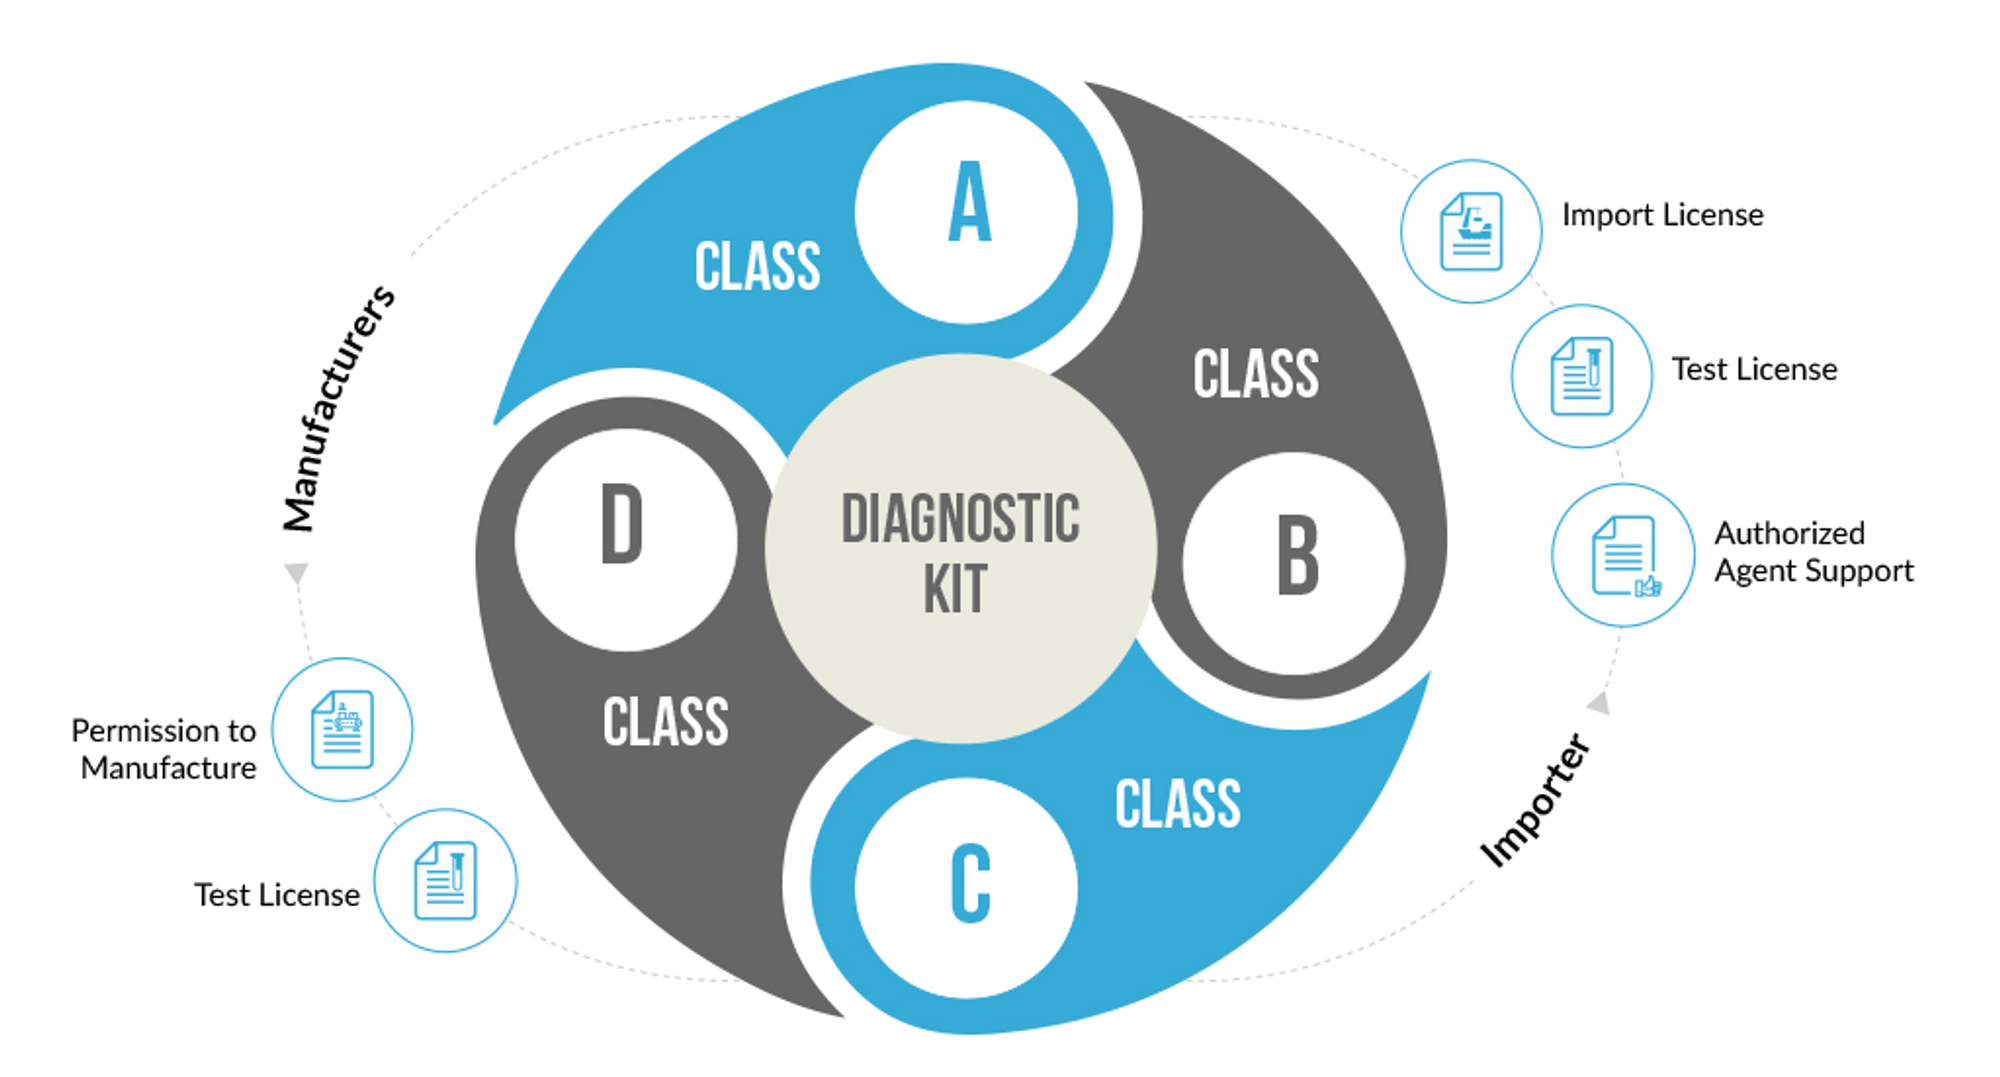 CLASS
A
CLASS
B
CLASS
C
CLASS
D
DIAGNOSTIC
KIT
Manufacturers
Permission to
Manufacture
Test License
Importer
Import License
Test License
Authorized
Agent Support